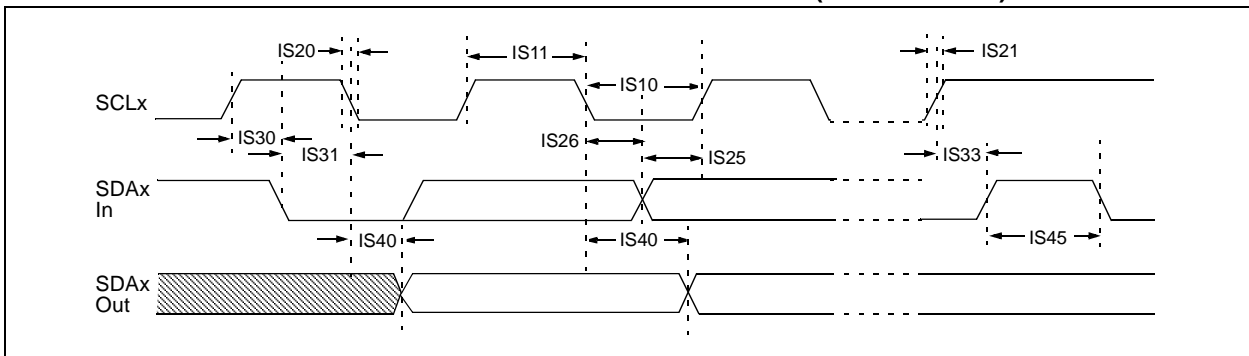 IS20
IS11
IS21
IS10
SCLx
IS30
IS26
IS31
IS25
IS33
SDAx
In
IS40
IS40
IS45
SDAx
Out